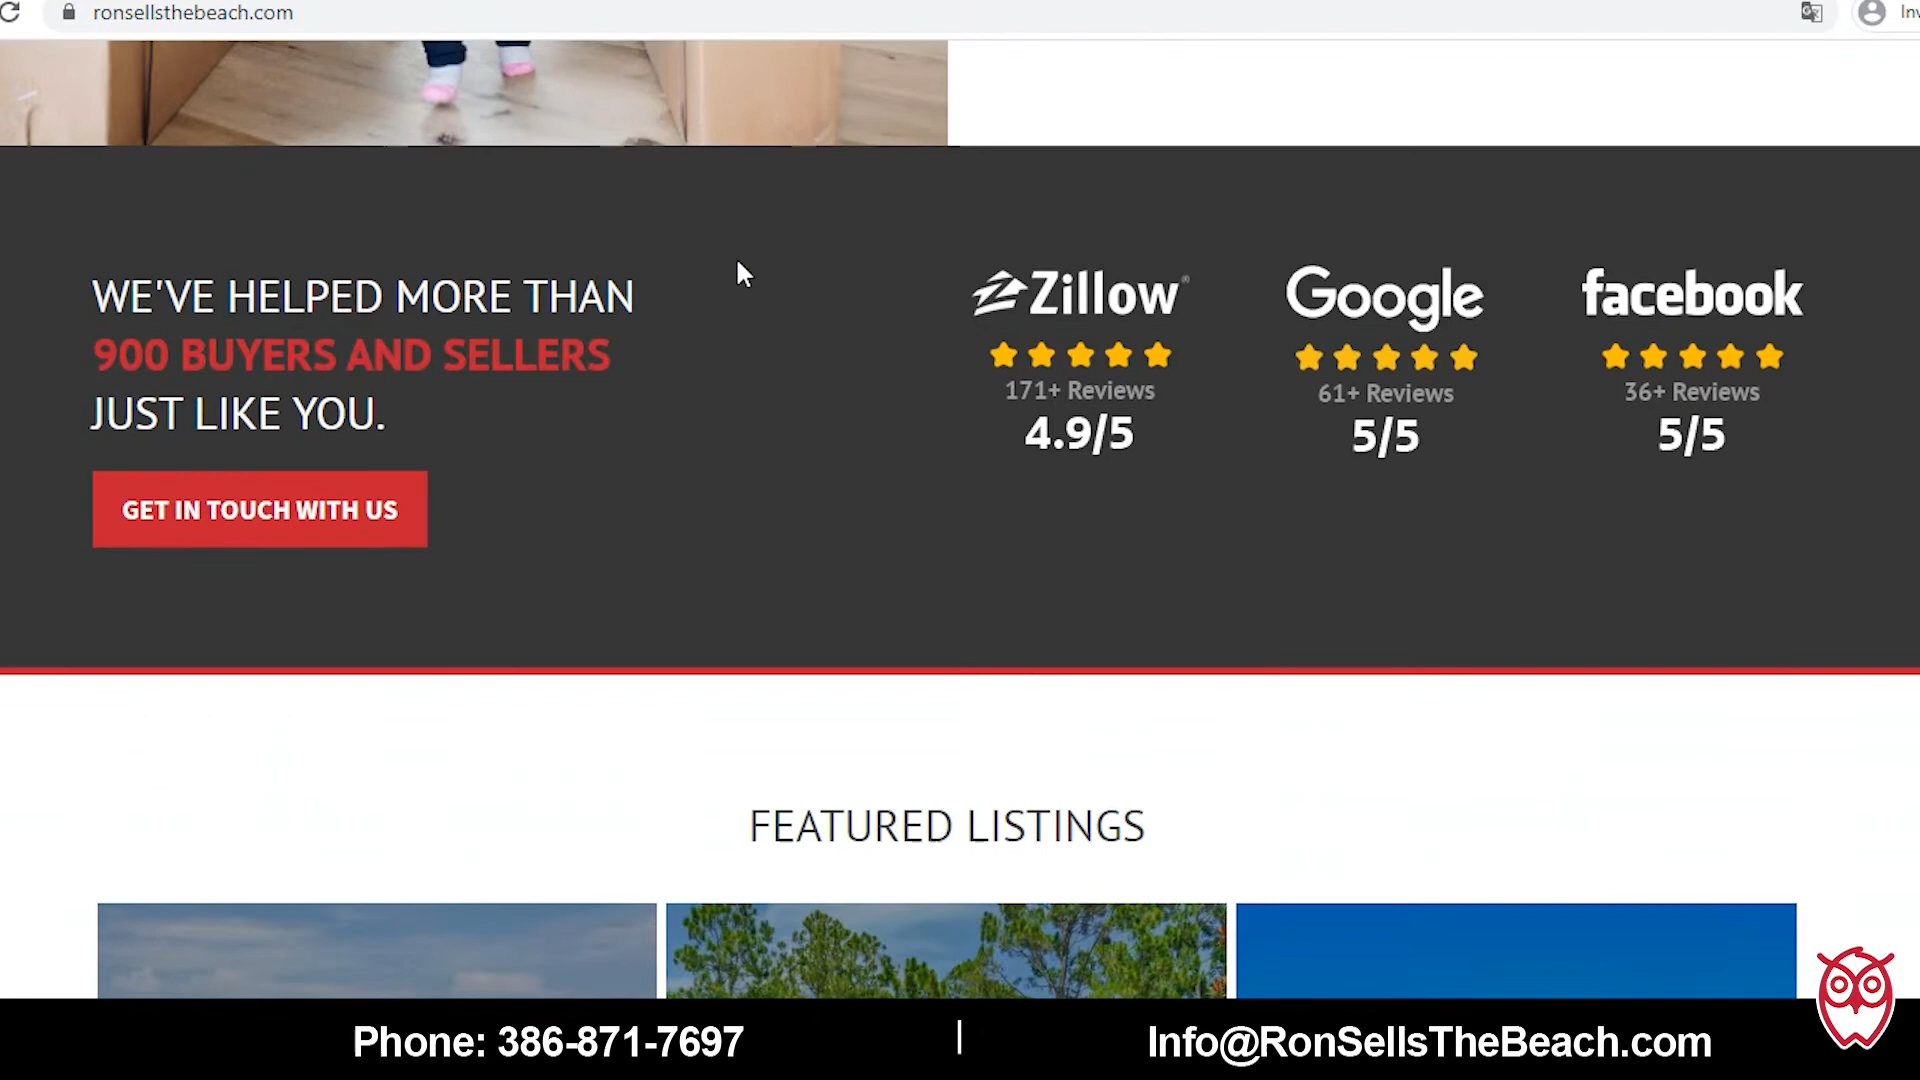 ronsellsthebeach.com
WE'VE HELPED MORE THAN
900 BUYERS AND SELLERS
JUST LIKE YOU.
GET IN TOUCH WITH US
Zillow®
171+ Reviews
4.9/5
Google
61+ Reviews
5/5
facebook
36+ Reviews
5/5
FEATURED LISTINGS
Phone: 386-871-7697 | Info@RonSellsTheBeach.com